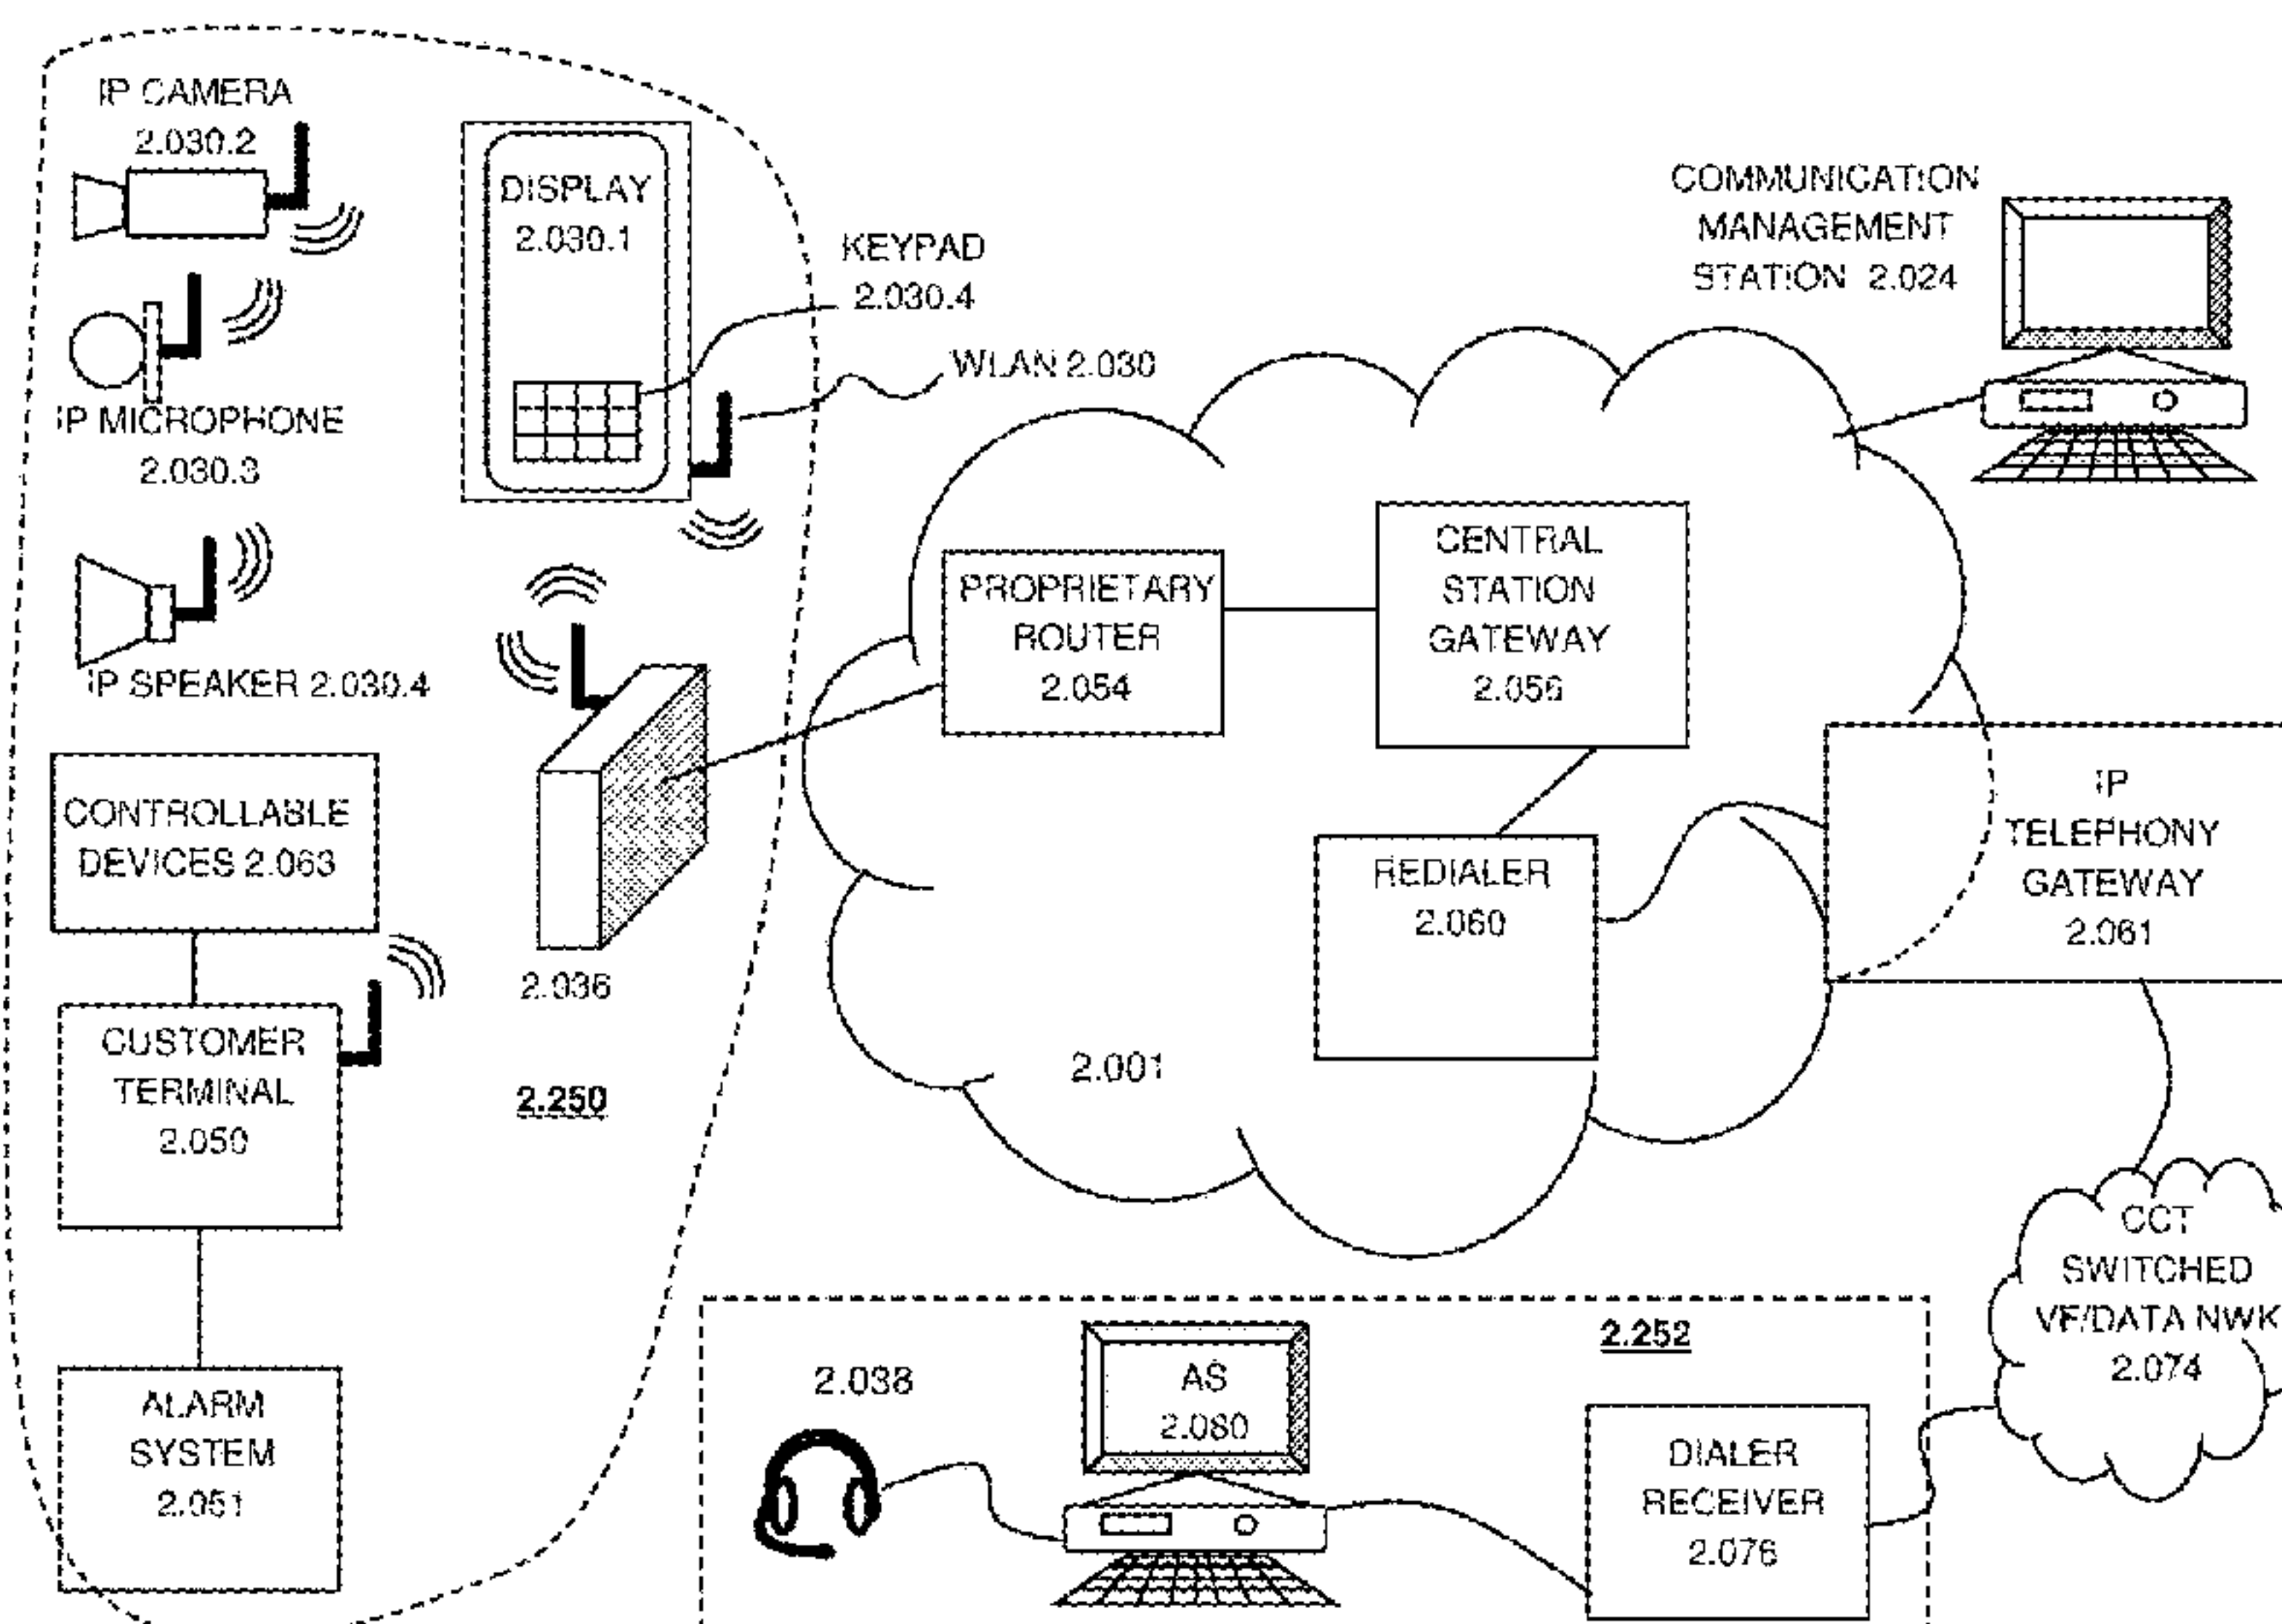 IP CAMERA
2.030.2
DISPLAY
2.030.1
KEYPAD
2.030.4
WLAN 2.030
COMMUNICATION
MANAGEMENT
STATION 2.024
IP MICROPHONE
2.030.3
IP SPEAKER 2.030.4
PROPRIETARY
ROUTER
2.054
CENTRAL
STATION
GATEWAY
2.056
CONTROLLABLE
DEVICES 2.063
2.036
REDIALER
2.060
IP
TELEPHONY
GATEWAY
2.061
CUSTOMER
TERMINAL
2.050
2.250
2.001
ALARM
SYSTEM
2.051
2.252
2.038
AS
2.080
DIALER
RECEIVER
2.076
CCT
SWITCHED
VF/DATA NWK
2.074